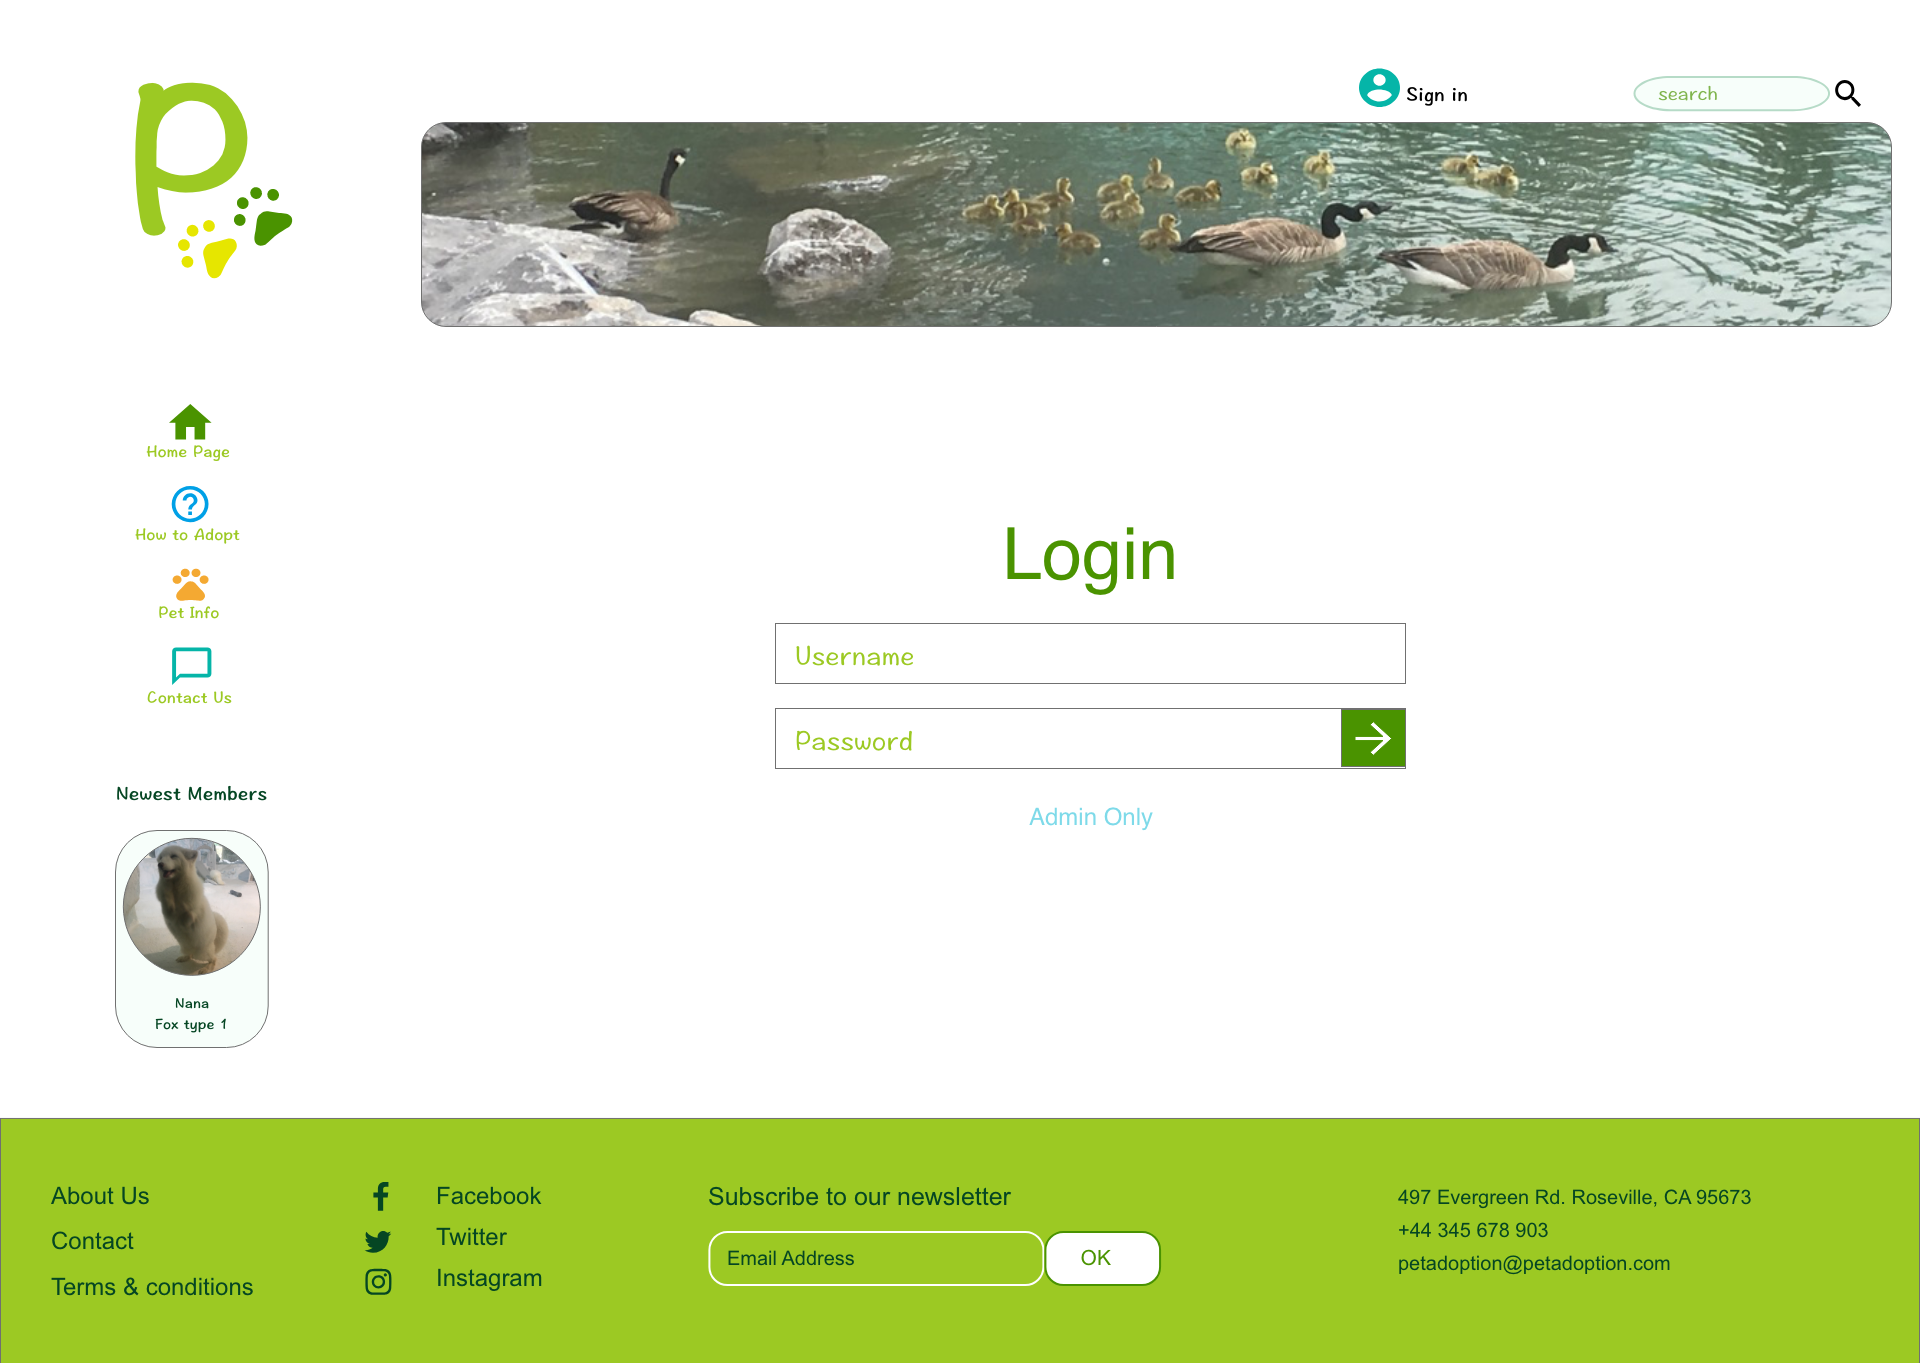 p
Sign in
search
Home Page
How to Adopt
Pet Info
Contact Us
Newest Members
Nana
Fox type 1
Login
Username
Password
Admin Only
About Us
Contact
Terms & conditions
Facebook
Twitter
Instagram
Subscribe to our newsletter
Email Address
OK
497 Evergreen Rd. Roseville, CA 95673
+44 345 678 903
petadoption@petadoption.com